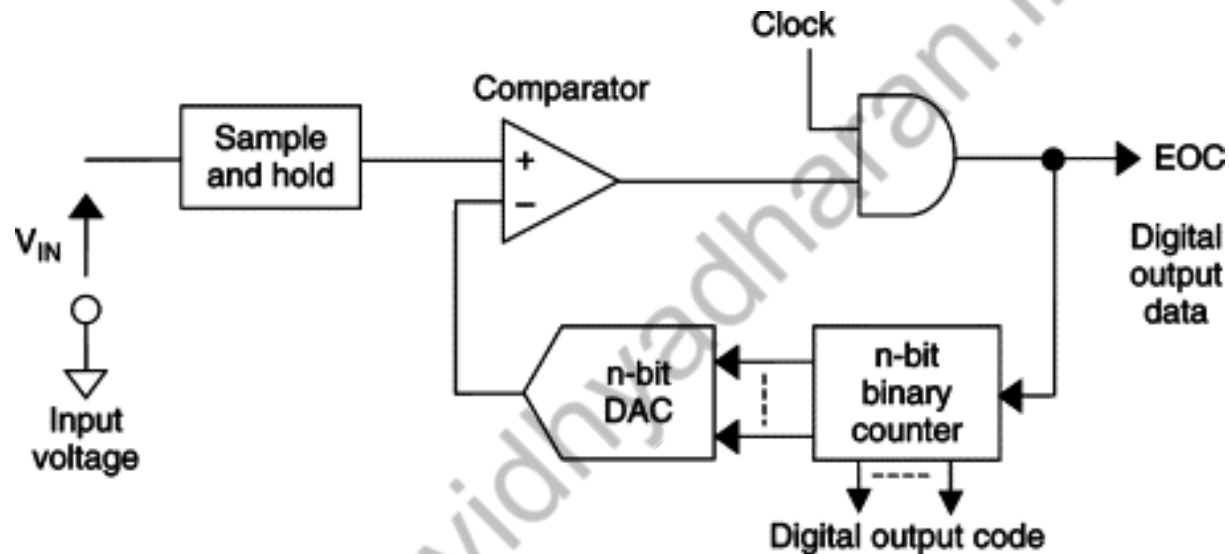 Clock
Comparator
Sample
and hold
+
−
EOC
V_IN
Digital
output
data
n-bit
DAC
n-bit
binary
counter
Input
voltage
Digital output code